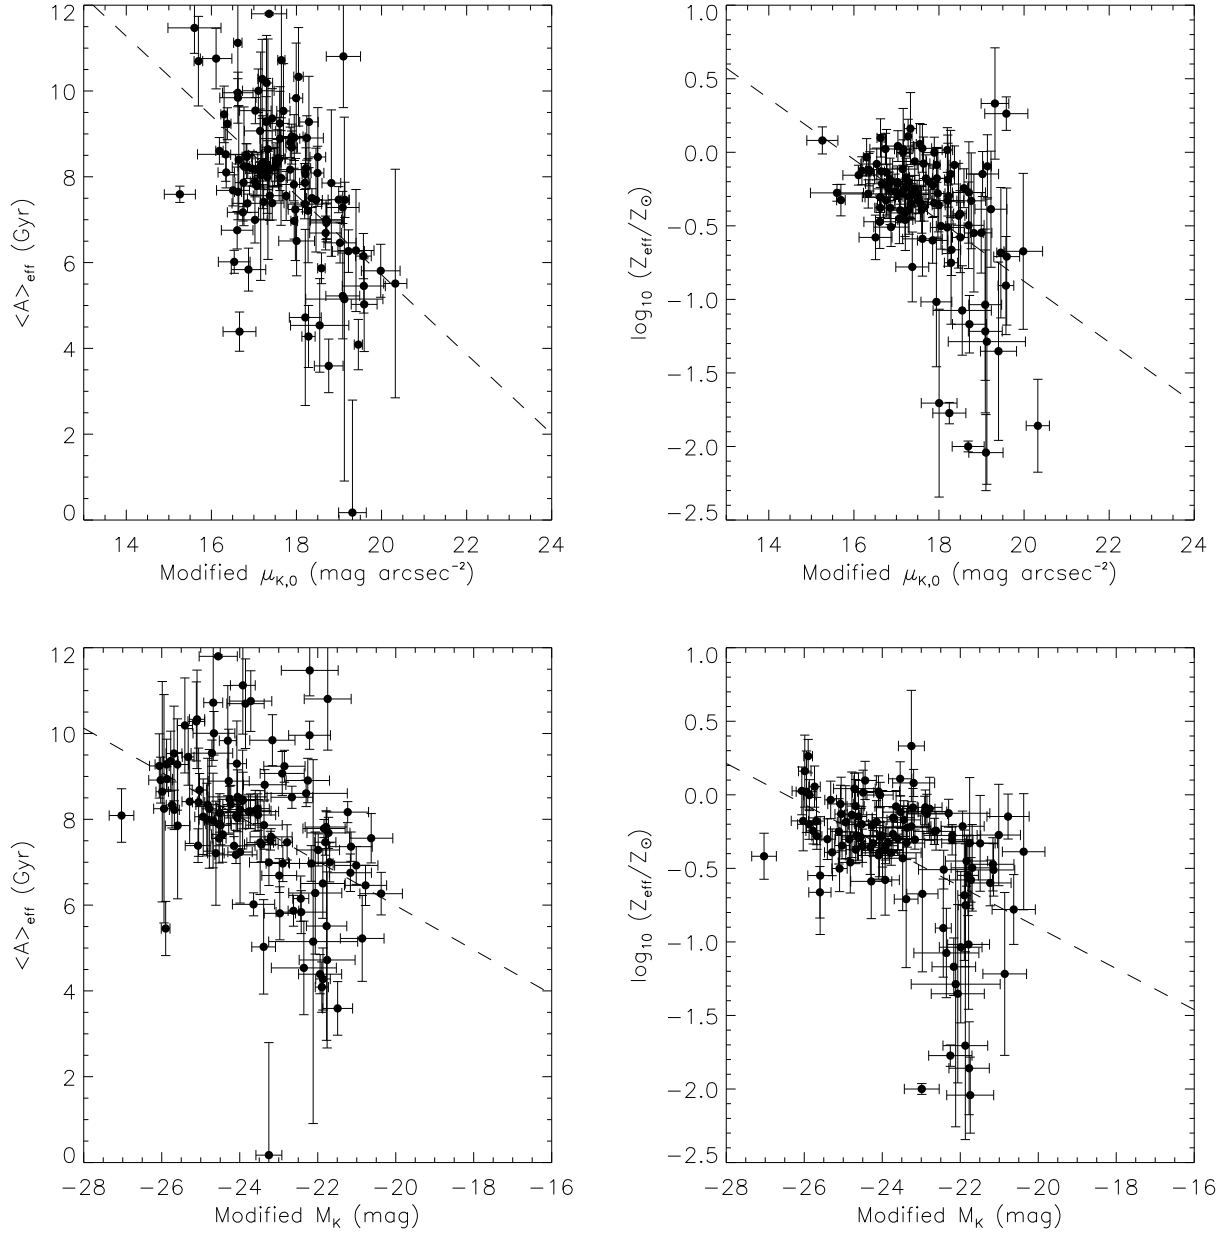 12
10
8
6
4
2
0
<A>eff (Gyr)
14 16 18 20 22 24
Modified μK,0 (mag arcsec⁻²)
1.0
0.5
0.0
−0.5
−1.0
−1.5
−2.0
−2.5
log10 (Zeff/Z⊙)
14 16 18 20 22 24
Modified μK,0 (mag arcsec⁻²)
12
10
8
6
4
2
0
<A>eff (Gyr)
−28 −26 −24 −22 −20 −18 −16
Modified MK (mag)
1.0
0.5
0.0
−0.5
−1.0
−1.5
−2.0
−2.5
log10 (Zeff/Z⊙)
−28 −26 −24 −22 −20 −18 −16
Modified MK (mag)